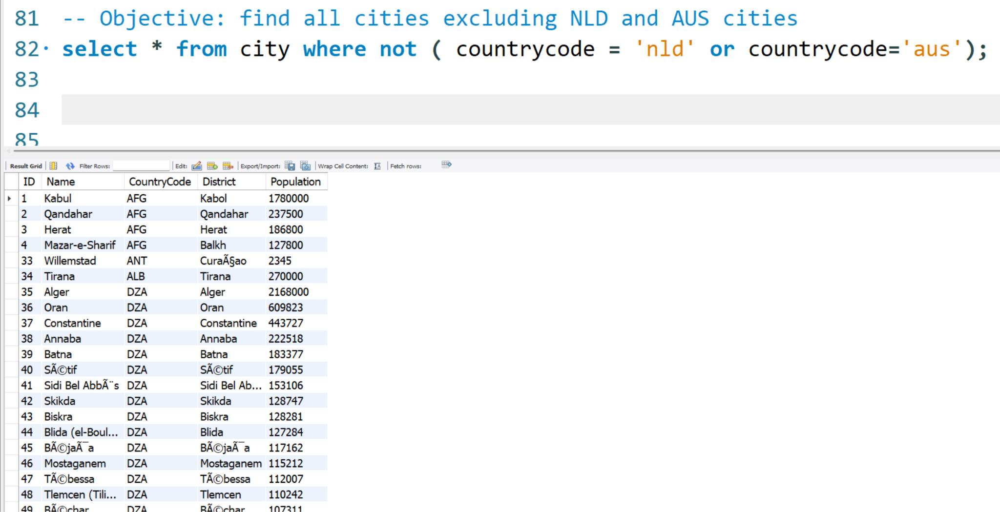 81 -- Objective: find all cities excluding NLD and AUS cities
82 select * from city where not ( countrycode = 'nld' or countrycode='aus');
83
84
85
Result Grid Filter Rows: Edit: Export/Import: Wrap Cell Content: Fetch rows:
ID Name CountryCode District Population
1 Kabul AFG Kabol 1780000
2 Qandahar AFG Qandahar 237500
3 Herat AFG Herat 186800
4 Mazar-e-Sharif AFG Balkh 127800
33 Willemstad ANT CuraÃ§ao 2345
34 Tirana ALB Tirana 270000
35 Alger DZA Alger 2168000
36 Oran DZA Oran 609823
37 Constantine DZA Constantine 443727
38 Annaba DZA Annaba 222518
39 Batna DZA Batna 183377
40 SÃ©tif DZA SÃ©tif 179055
41 Sidi Bel AbbÃ¨s DZA Sidi Bel Ab... 153106
42 Skikda DZA Skikda 128747
43 Biskra DZA Biskra 128281
44 Blida (el-Boul... DZA Blida 127284
45 BÃ©jaÃ¯a DZA BÃ©jaÃ¯a 117162
46 Mostaganem DZA Mostaganem 115212
47 TÃ©bessa DZA TÃ©bessa 112007
48 Tlemcen (Tili... DZA Tlemcen 110242
49 BÃ©char DZA BÃ©char 107311